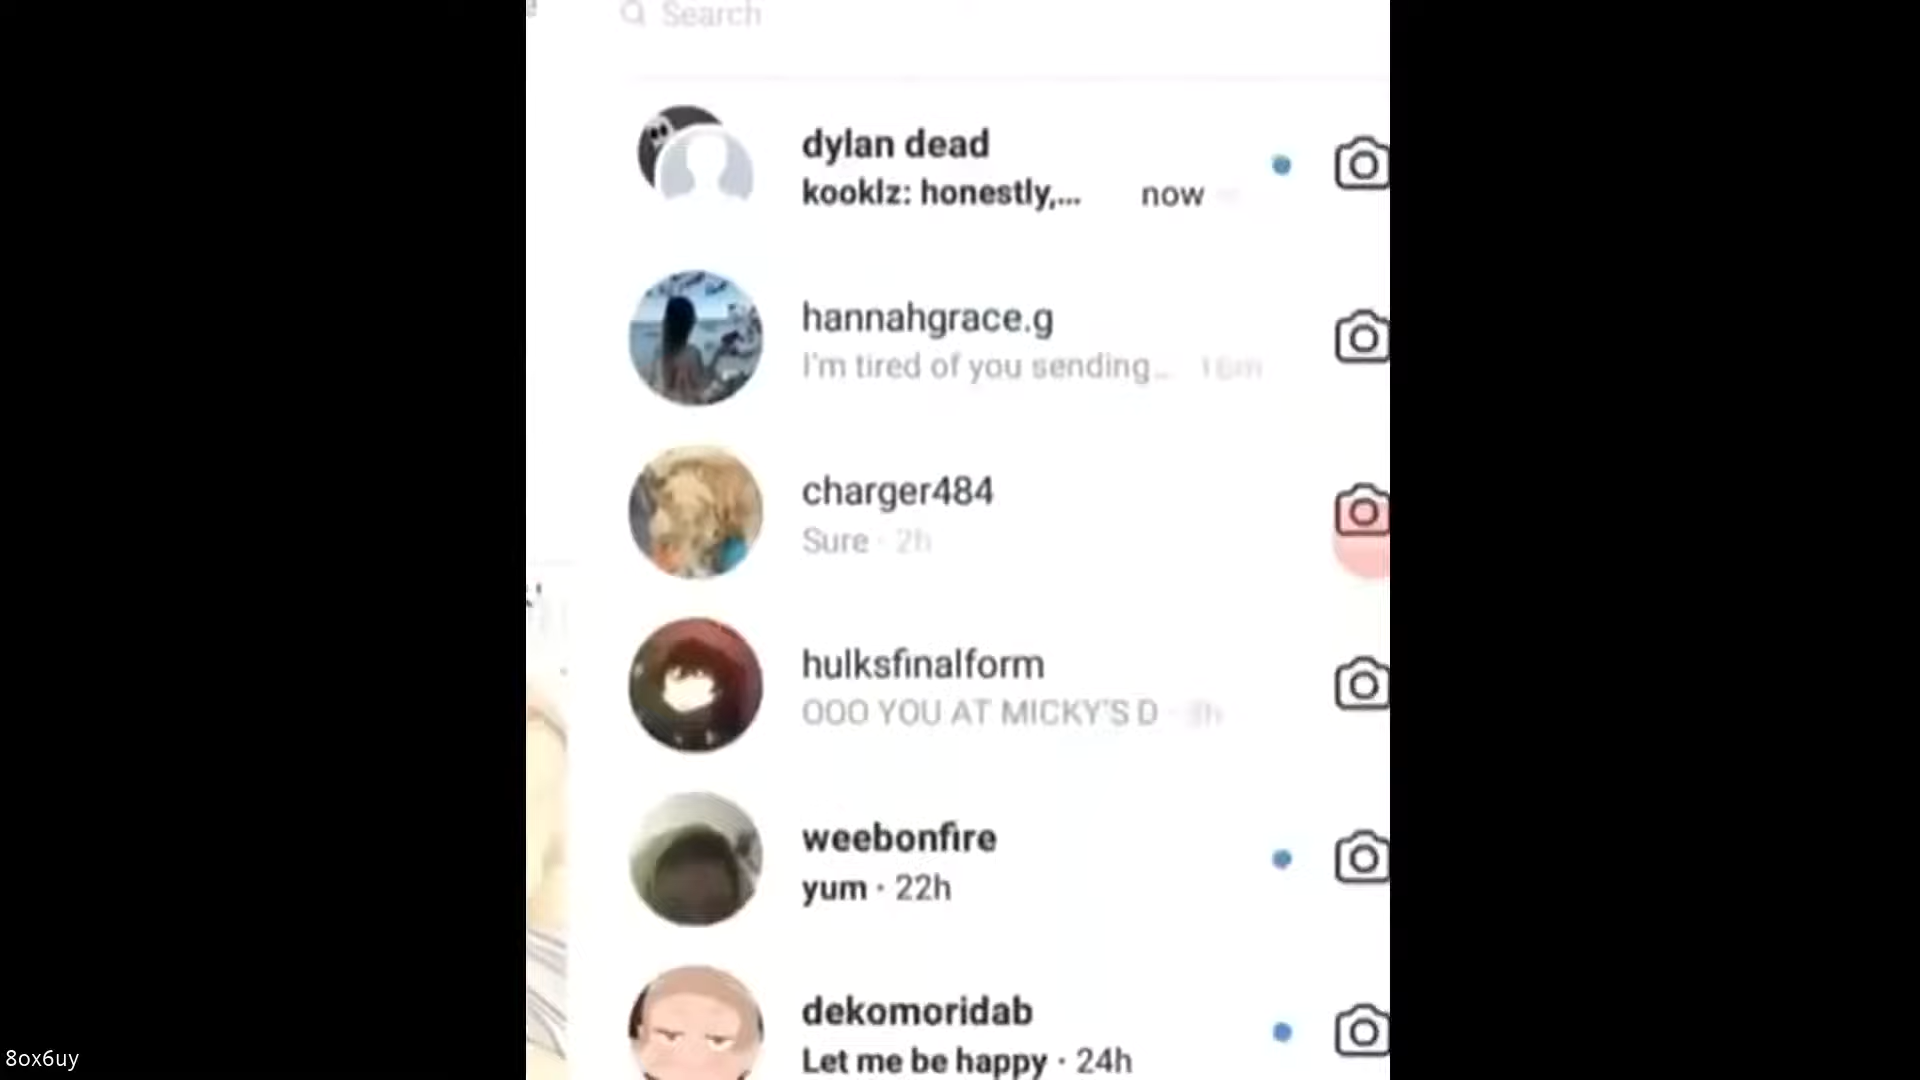 Search
dylan dead
kooklz: honestly,... now
hannahgrace.g
I'm tired of you sending...
charger484
Sure · 2h
hulksfinalform
OOO YOU AT MICKY'S D
weebonfire
yum · 22h
dekomoridab
Let me be happy · 24h
8ox6uy